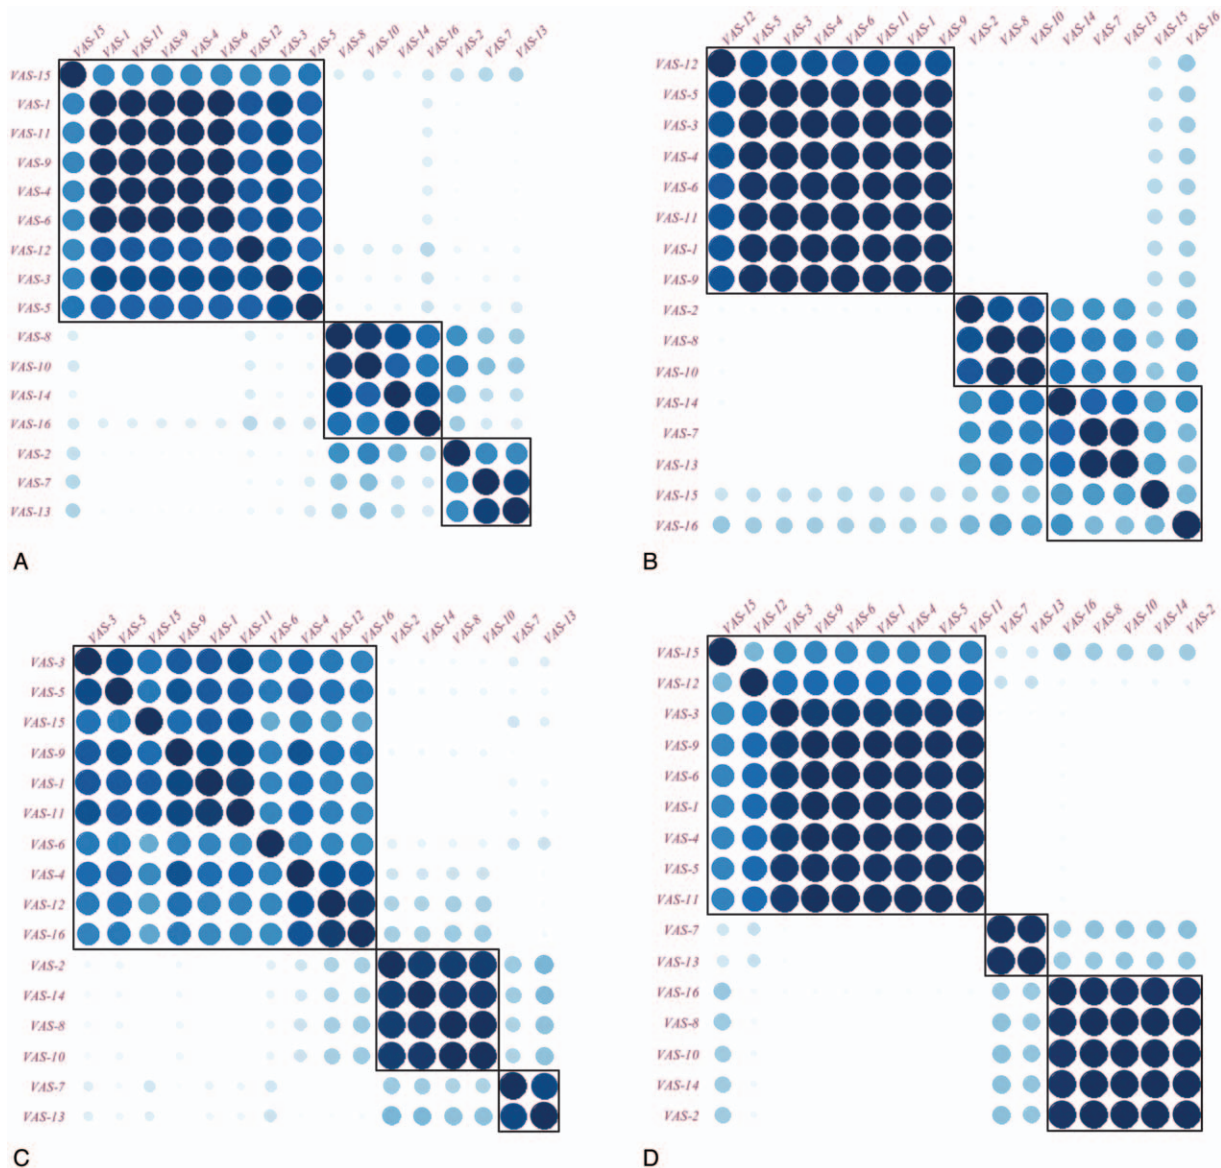 VAS-15 VAS-1 VAS-11 VAS-9 VAS-4 VAS-6 VAS-12 VAS-3 VAS-5 VAS-8 VAS-10 VAS-14 VAS-16 VAS-2 VAS-7 VAS-13
VAS-15
VAS-1
VAS-11
VAS-9
VAS-4
VAS-6
VAS-12
VAS-3
VAS-5
VAS-8
VAS-10
VAS-14
VAS-16
VAS-2
VAS-7
VAS-13
A
VAS-12 VAS-5 VAS-3 VAS-4 VAS-6 VAS-11 VAS-1 VAS-9 VAS-2 VAS-8 VAS-10 VAS-14 VAS-7 VAS-13 VAS-15 VAS-16
VAS-12
VAS-5
VAS-3
VAS-4
VAS-6
VAS-11
VAS-1
VAS-9
VAS-2
VAS-8
VAS-10
VAS-14
VAS-7
VAS-13
VAS-15
VAS-16
B
VAS-3 VAS-5 VAS-15 VAS-9 VAS-1 VAS-11 VAS-6 VAS-4 VAS-12 VAS-16 VAS-2 VAS-14 VAS-8 VAS-10 VAS-7 VAS-13
VAS-3
VAS-5
VAS-15
VAS-9
VAS-1
VAS-11
VAS-6
VAS-4
VAS-12
VAS-16
VAS-2
VAS-14
VAS-8
VAS-10
VAS-7
VAS-13
C
VAS-15 VAS-12 VAS-3 VAS-9 VAS-6 VAS-1 VAS-4 VAS-5 VAS-11 VAS-7 VAS-13 VAS-16 VAS-8 VAS-10 VAS-14 VAS-2
VAS-15
VAS-12
VAS-3
VAS-9
VAS-6
VAS-1
VAS-4
VAS-5
VAS-11
VAS-7
VAS-13
VAS-16
VAS-8
VAS-10
VAS-14
VAS-2
D